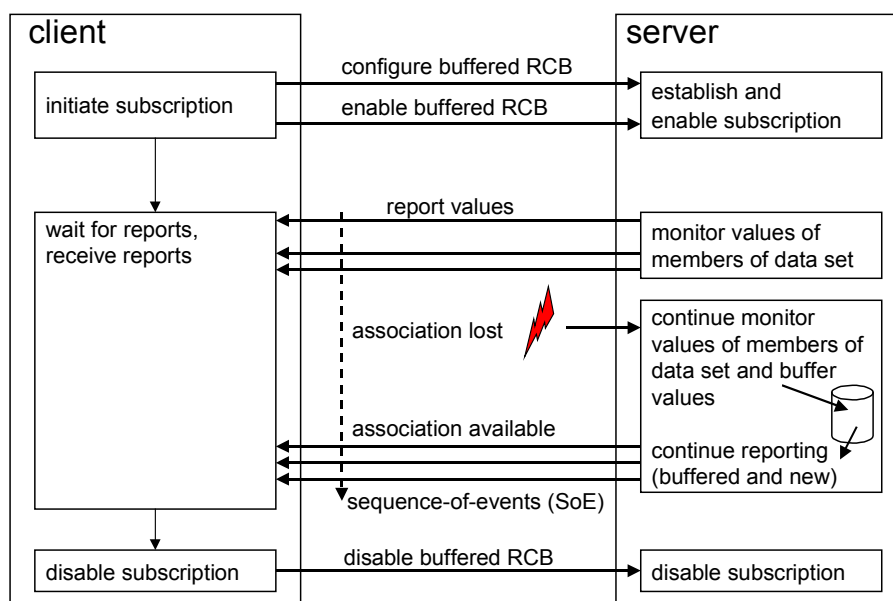 client
server
configure buffered RCB
initiate subscription
enable buffered RCB
establish and
enable subscription
report values
wait for reports,
receive reports
monitor values of
members of data set
association lost
continue monitor
values of members of
data set and buffer
values
association available
continue reporting
(buffered and new)
sequence-of-events (SoE)
disable subscription
disable buffered RCB
disable subscription